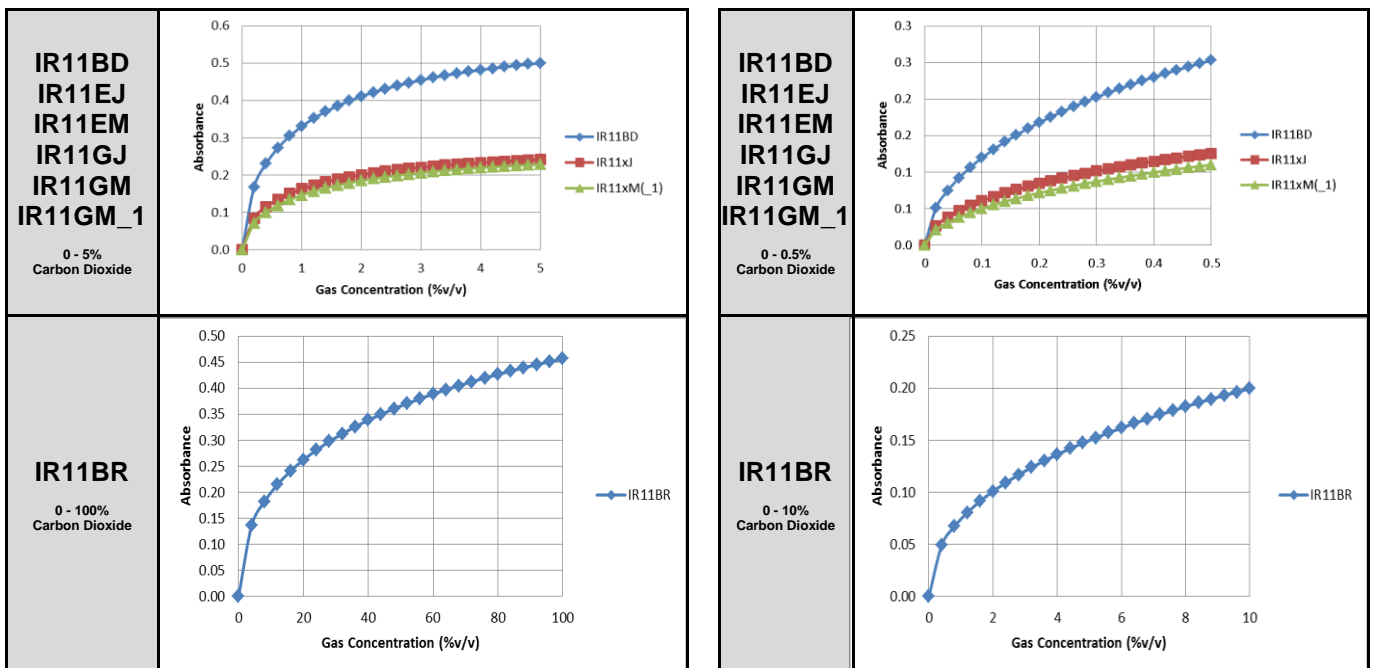 IR11BD
IR11EJ
IR11EM
IR11GJ
IR11GM
IR11GM_1
0 - 5%
Carbon Dioxide
0.6
0.5
0.4
0.3
0.2
0.1
0.0
Absorbance
0 1 2 3 4 5
Gas Concentration (%v/v)
IR11BD
IR11xJ
IR11xM(_1)
IR11BD
IR11EJ
IR11EM
IR11GJ
IR11GM
IR11GM_1
0 - 0.5%
Carbon Dioxide
0.3
0.3
0.2
0.2
0.1
0.1
0.0
Absorbance
0 0.1 0.2 0.3 0.4 0.5
Gas Concentration (%v/v)
IR11BD
IR11xJ
IR11xM(_1)
IR11BR
0 - 100%
Carbon Dioxide
0.50
0.45
0.40
0.35
0.30
0.25
0.20
0.15
0.10
0.05
0.00
Absorbance
0 20 40 60 80 100
Gas Concentration (%v/v)
IR11BR
IR11BR
0 - 10%
Carbon Dioxide
0.25
0.20
0.15
0.10
0.05
0.00
Absorbance
0 2 4 6 8 10
Gas Concentration (%v/v)
IR11BR